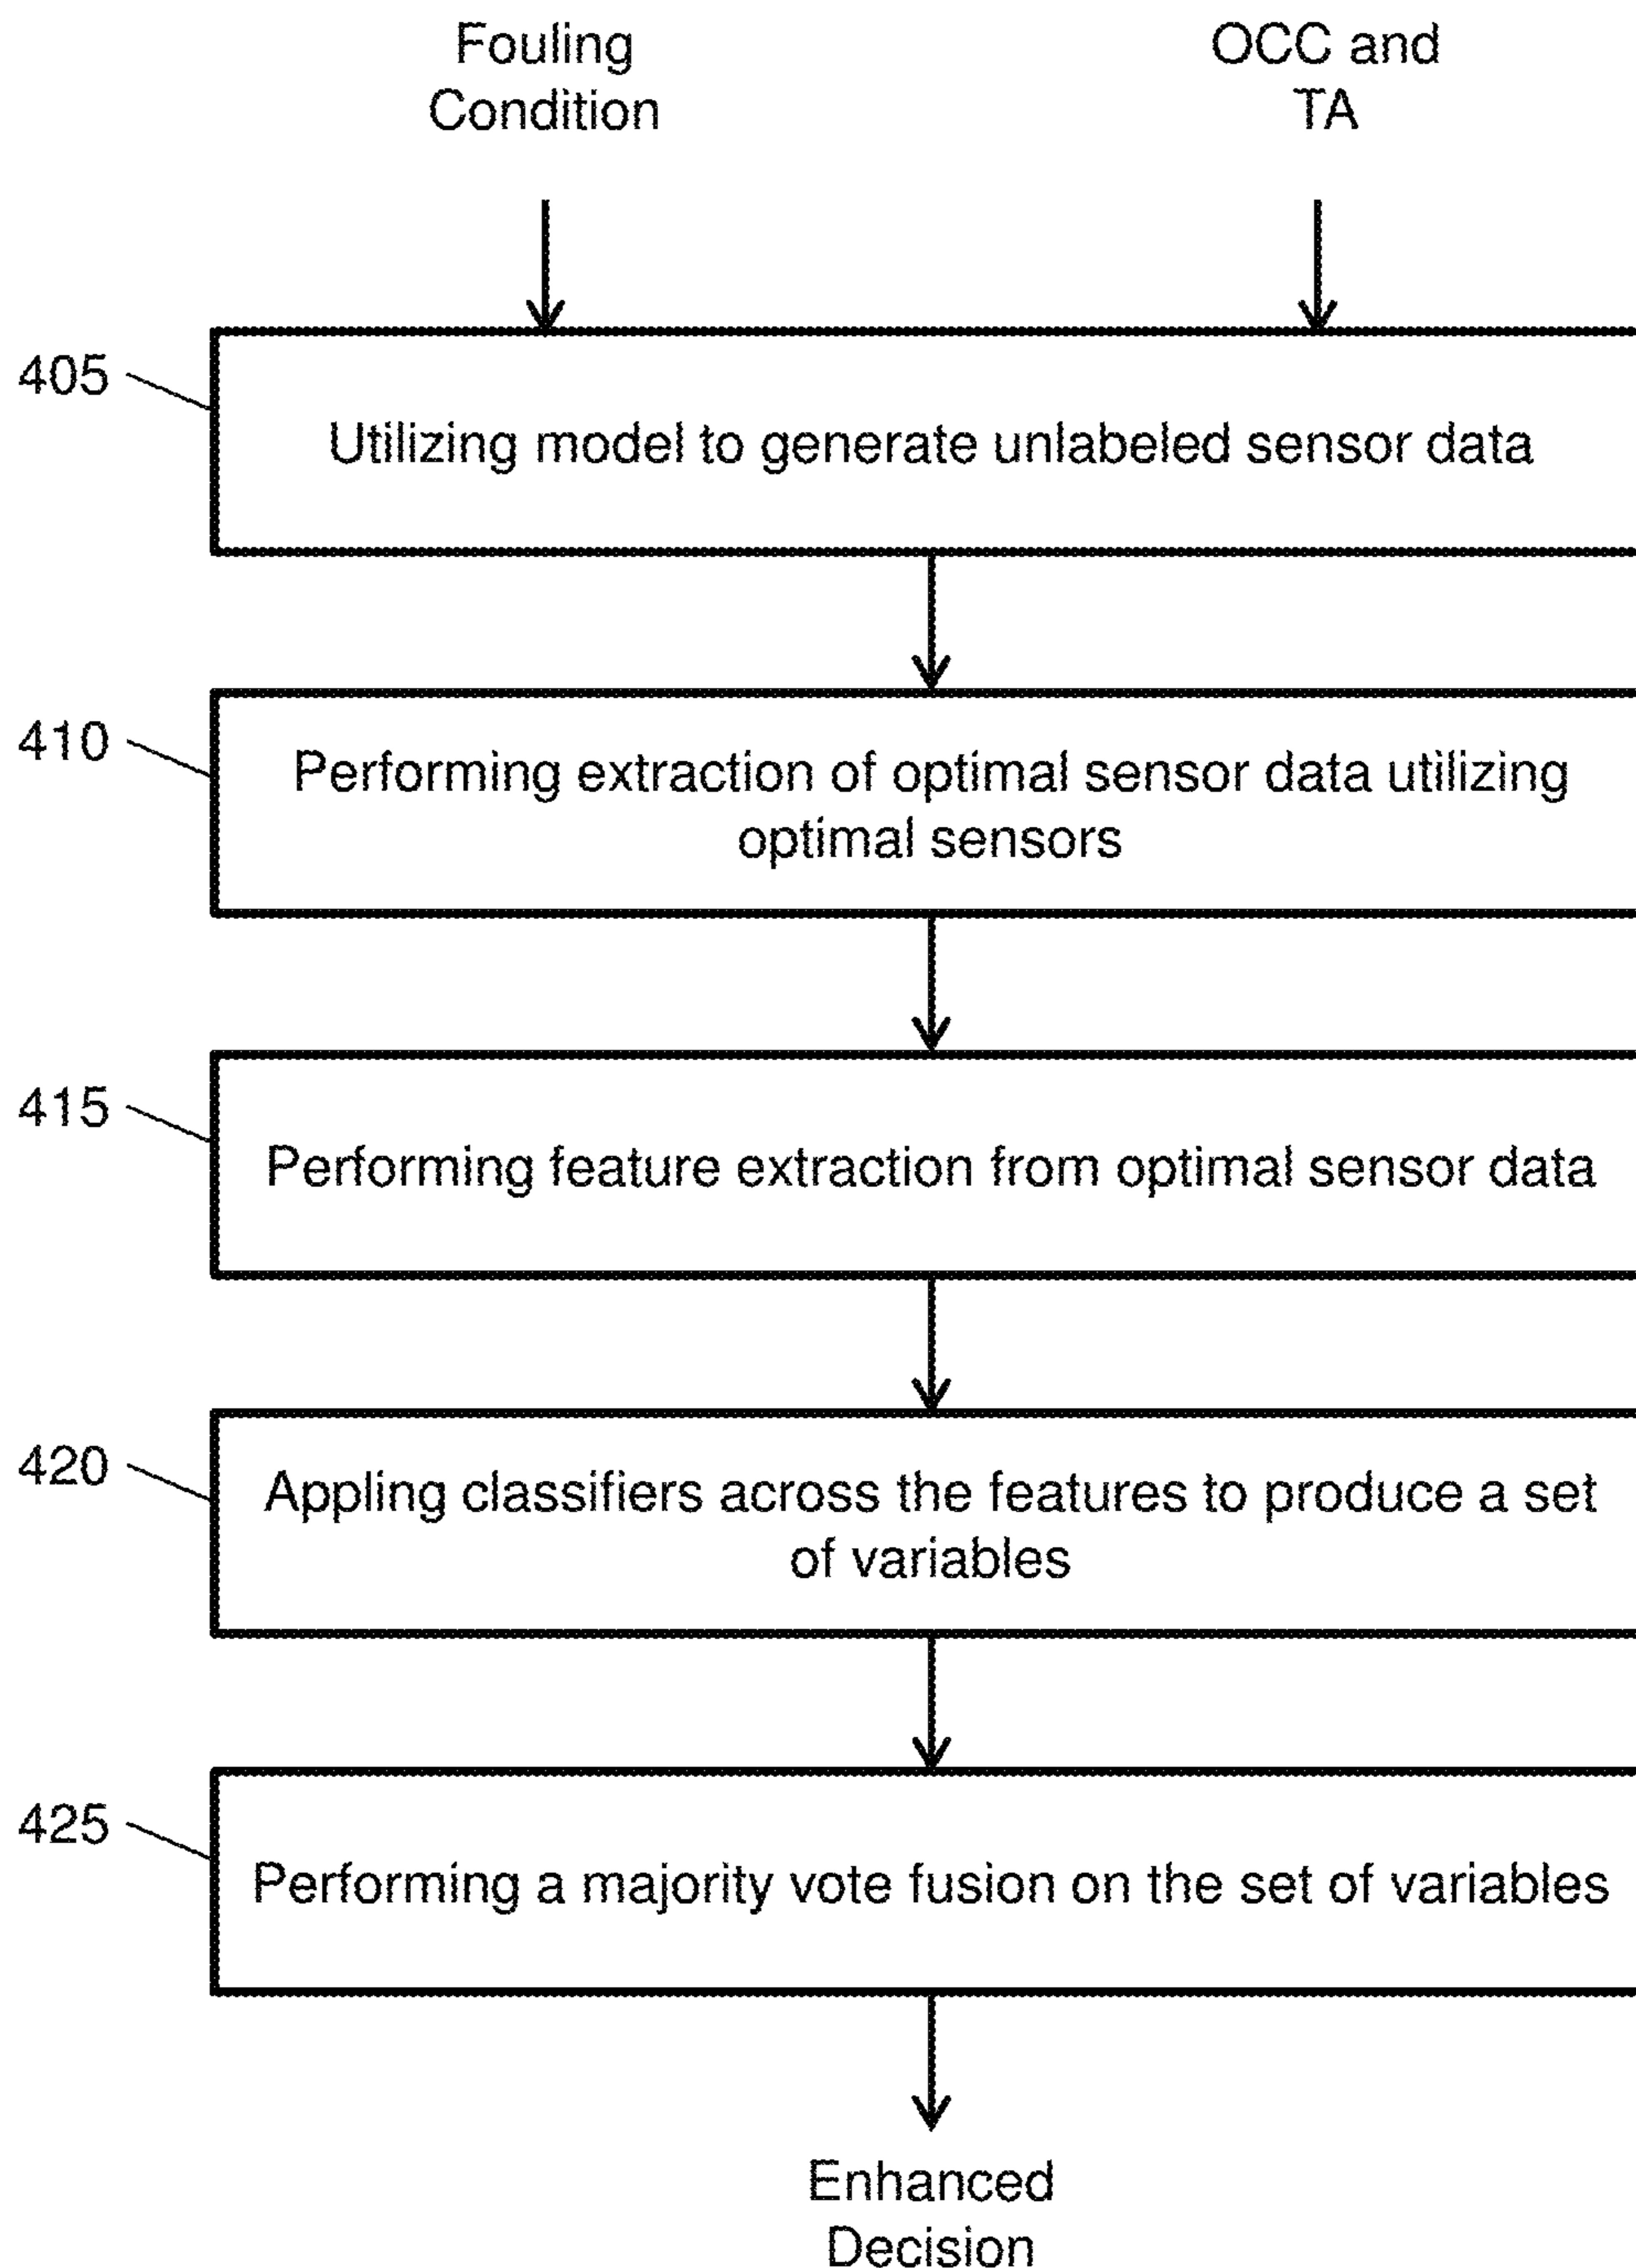 Fouling
Condition
OCC and
TA
405
Utilizing model to generate unlabeled sensor data
410
Performing extraction of optimal sensor data utilizing
optimal sensors
415
Performing feature extraction from optimal sensor data
420
Appling classifiers across the features to produce a set
of variables
425
Performing a majority vote fusion on the set of variables
Enhanced
Decision